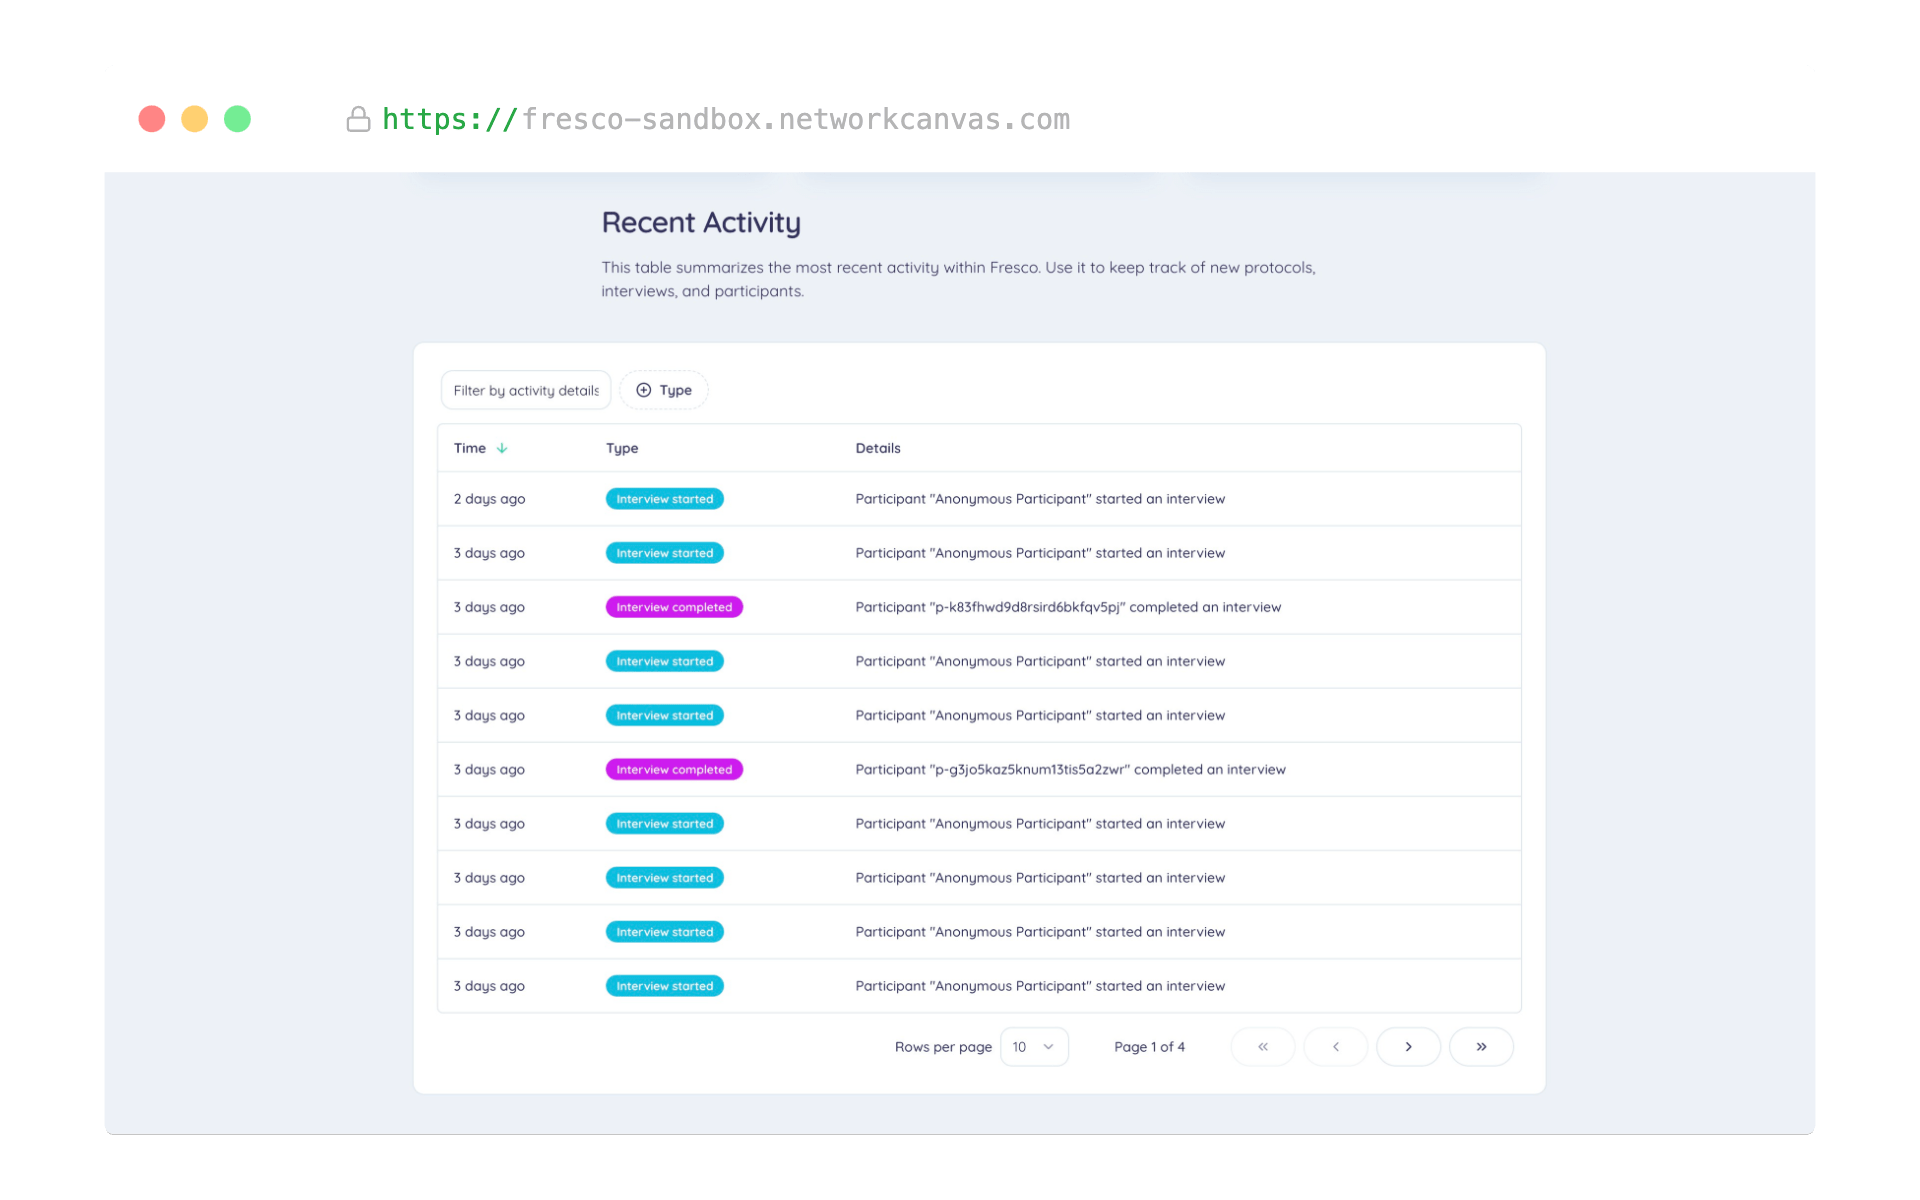 https://fresco-sandbox.networkcanvas.com
Recent Activity
This table summarizes the most recent activity within Fresco. Use it to keep track of new protocols,
interviews, and participants.
Filter by activity details
Type
Time Type Details
2 days ago Interview started Participant "Anonymous Participant" started an interview
3 days ago Interview started Participant "Anonymous Participant" started an interview
3 days ago Interview completed Participant "p-k83fhwd9d8rsird6bkfqv5pj" completed an interview
3 days ago Interview started Participant "Anonymous Participant" started an interview
3 days ago Interview started Participant "Anonymous Participant" started an interview
3 days ago Interview completed Participant "p-g3jo5kaz5knum13tis5a2zwr" completed an interview
3 days ago Interview started Participant "Anonymous Participant" started an interview
3 days ago Interview started Participant "Anonymous Participant" started an interview
3 days ago Interview started Participant "Anonymous Participant" started an interview
3 days ago Interview started Participant "Anonymous Participant" started an interview
Rows per page 10 Page 1 of 4